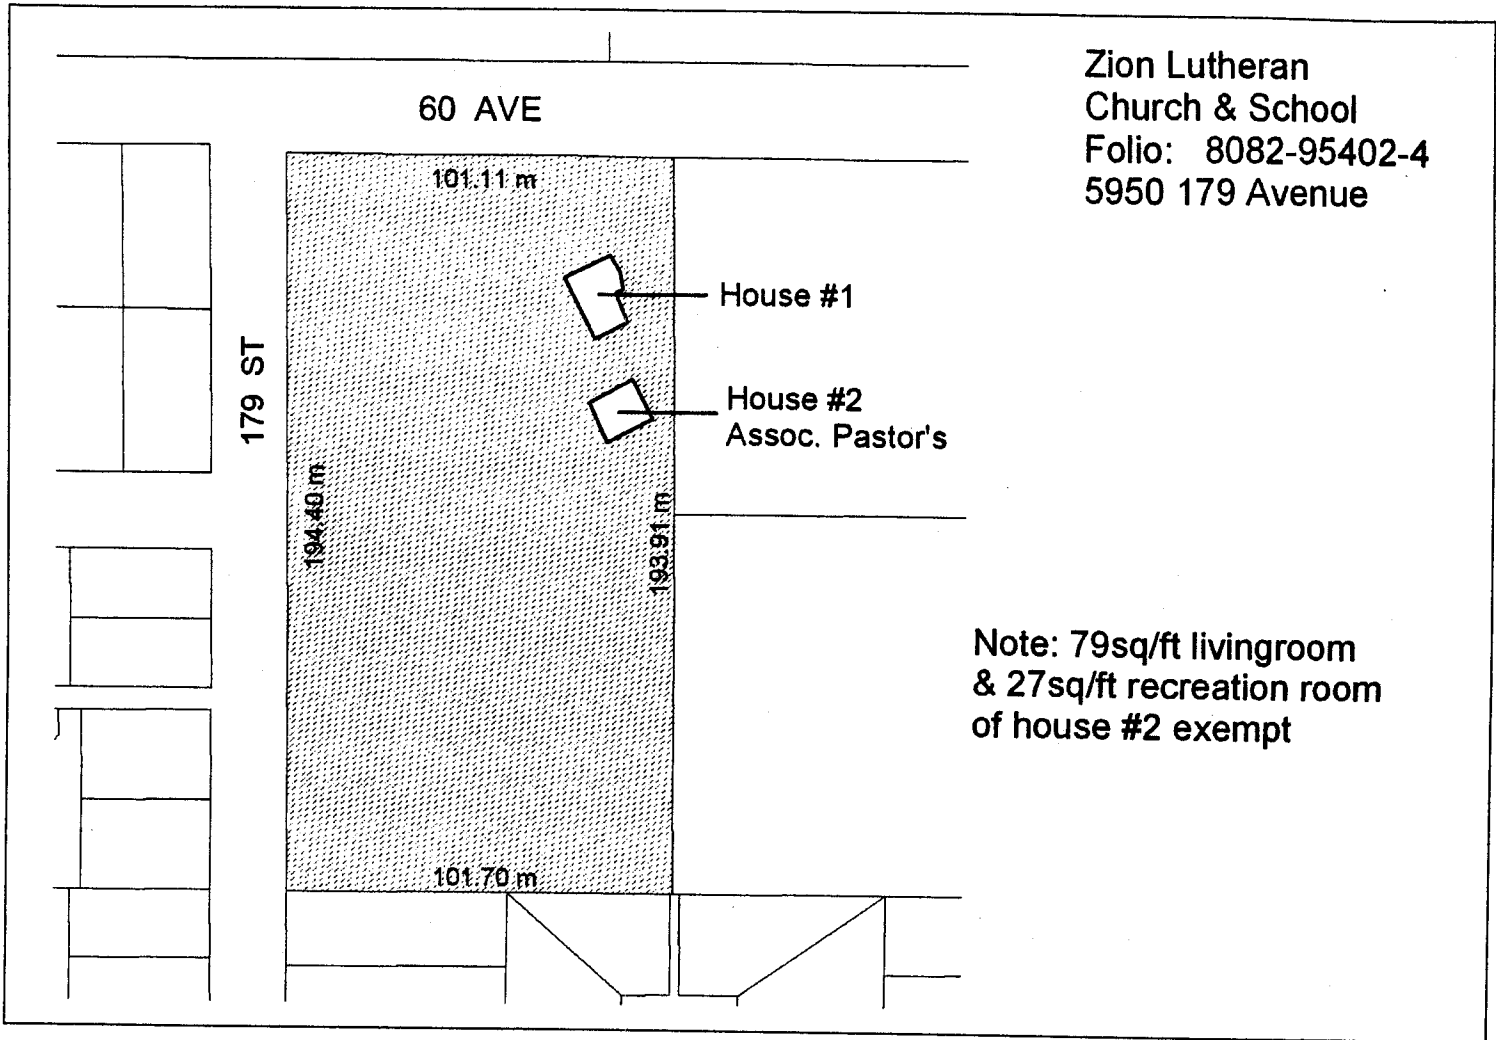 60 AVE
Zion Lutheran
Church & School
Folio: 8082-95402-4
5950 179 Avenue
101.11 m
House #1
179 ST
House #2
Assoc. Pastor's
194.40 m
193.91 m
Note: 79sq/ft livingroom
& 27sq/ft recreation room
of house #2 exempt
101.70 m